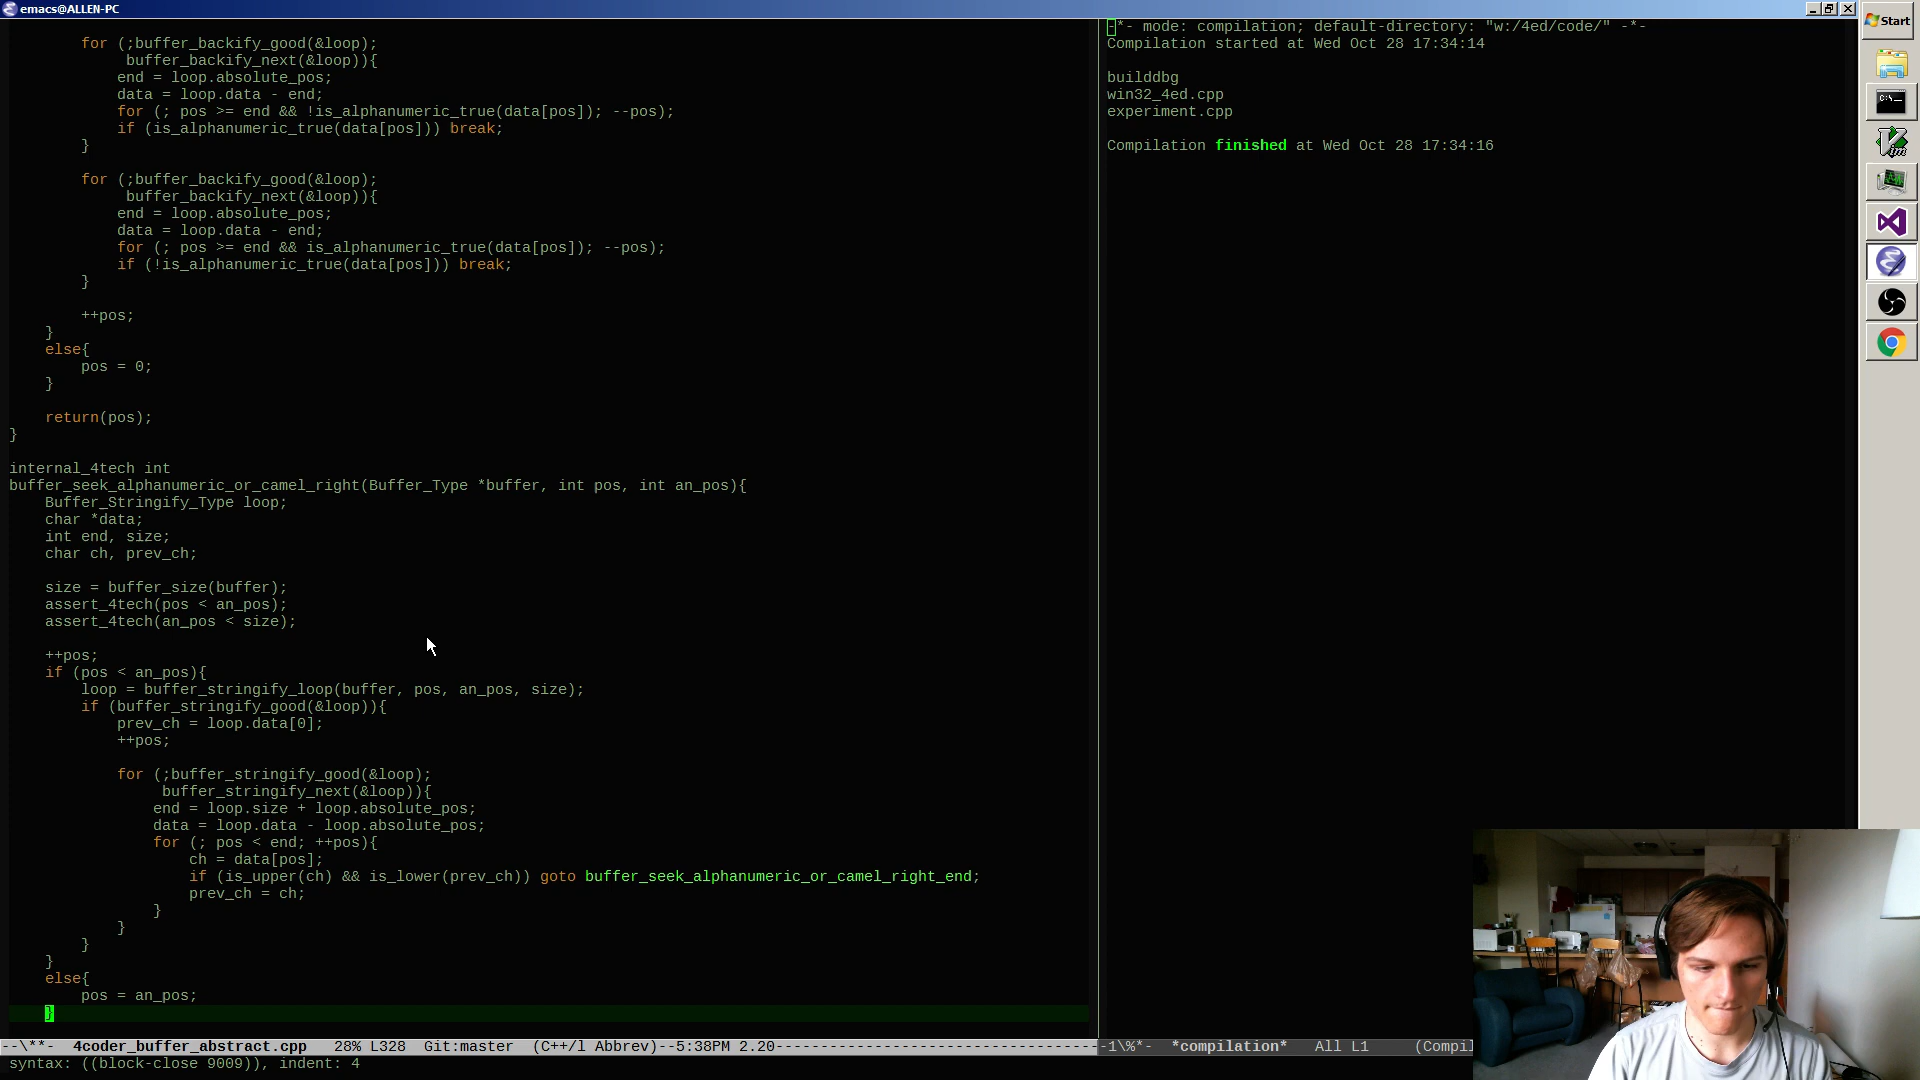 emacs@ALLEN-PC
for (;buffer_backify_good(&loop);
buffer_backify_next(&loop)){
end = loop.absolute_pos;
data = loop.data - end;
for (; pos >= end && !is_alphanumeric_true(data[pos]); --pos);
if (is_alphanumeric_true(data[pos])) break;
}
for (;buffer_backify_good(&loop);
buffer_backify_next(&loop)){
end = loop.absolute_pos;
data = loop.data - end;
for (; pos >= end && is_alphanumeric_true(data[pos]); --pos);
if (!is_alphanumeric_true(data[pos])) break;
}
++pos;
}
else{
pos = 0;
}
return(pos);
}
internal_4tech int
buffer_seek_alphanumeric_or_camel_right(Buffer_Type *buffer, int pos, int an_pos){
Buffer_Stringify_Type loop;
char *data;
int end, size;
char ch, prev_ch;
size = buffer_size(buffer);
assert_4tech(pos < an_pos);
assert_4tech(an_pos < size);
++pos;
if (pos < an_pos){
loop = buffer_stringify_loop(buffer, pos, an_pos, size);
if (buffer_stringify_good(&loop)){
prev_ch = loop.data[0];
++pos;
for (;buffer_stringify_good(&loop);
buffer_stringify_next(&loop)){
end = loop.size + loop.absolute_pos;
data = loop.data - loop.absolute_pos;
for (; pos < end; ++pos){
ch = data[pos];
if (is_upper(ch) && is_lower(prev_ch)) goto buffer_seek_alphanumeric_or_camel_right_end;
prev_ch = ch;
}
}
}
}
else{
pos = an_pos;
}
--\**-  4coder_buffer_abstract.cpp   28% L328  Git:master  (C++/l Abbrev)--5:38PM 2.20------------------------------------
syntax: ((block-close 9009)), indent: 4
-*- mode: compilation; default-directory: "w:/4ed/code/" -*-
Compilation started at Wed Oct 28 17:34:14
builddbg
win32_4ed.cpp
experiment.cpp
Compilation finished at Wed Oct 28 17:34:16
-1\%*-  *compilation*   All L1    (Compil
Start